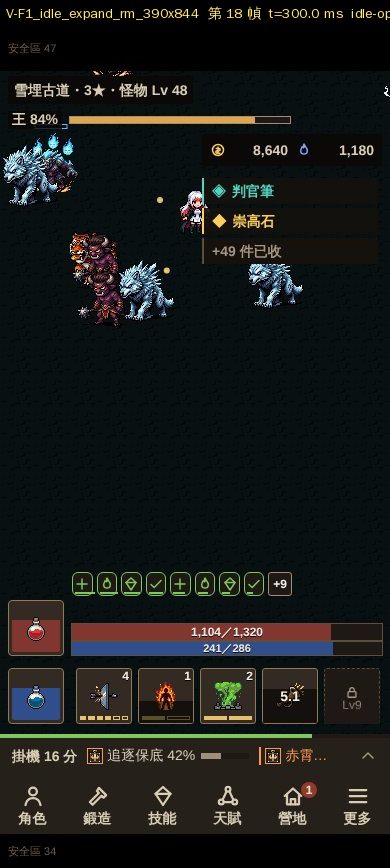 V-F1_idle_expand_rm_390x844 第 18 幀 t=300.0 ms idle-op
安全區 47
雪埋古道・3★・怪物 Lv 48
王 84%
8,640 1,180
判官筆
崇高石
+49 件已收
+9
1,104／1,320
241／286
4 1 2
5.1
Lv9
掛機 16 分 追逐保底 42% 赤霄…
1
角色 鍛造 技能 天賦 營地 更多
安全區 34